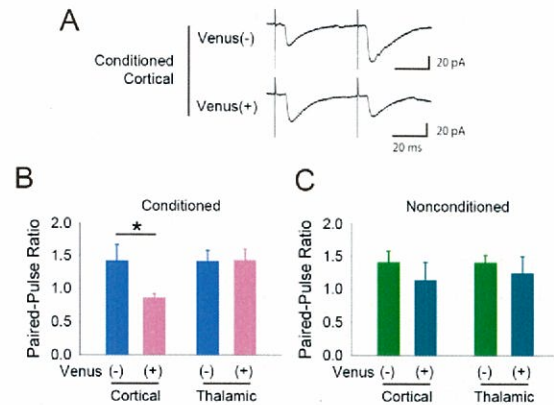 A
Conditioned
Cortical
Venus(-)
20 pA
Venus(+)
20 pA
20 ms
B
Conditioned
Paired-Pulse Ratio
2.0
1.5
1.0
0.5
0.0
*
Venus (-) (+) (-) (+)
Cortical Thalamic
C
Nonconditioned
Paired-Pulse Ratio
2.0
1.5
1.0
0.5
0.0
(-) (+) (-) (+)
Cortical Thalamic